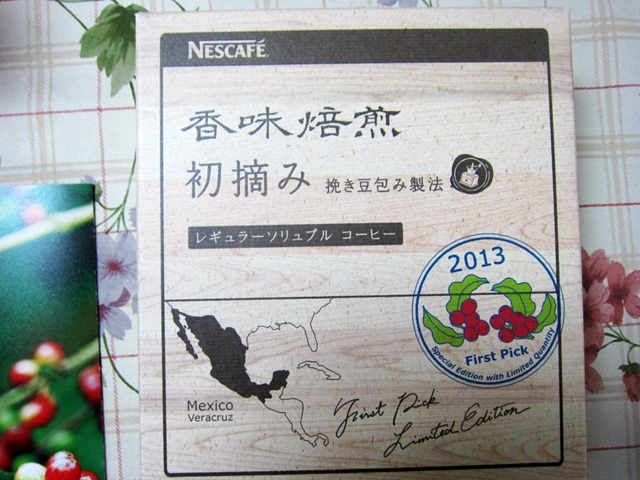 NESCAFÉ
香味焙煎
初摘み 挽き豆包み製法
レギュラーソリュブル コーヒー
2013
First Pick
Special Edition with Limited Quantity
Mexico
Veracruz
First Pick
Limited Edition